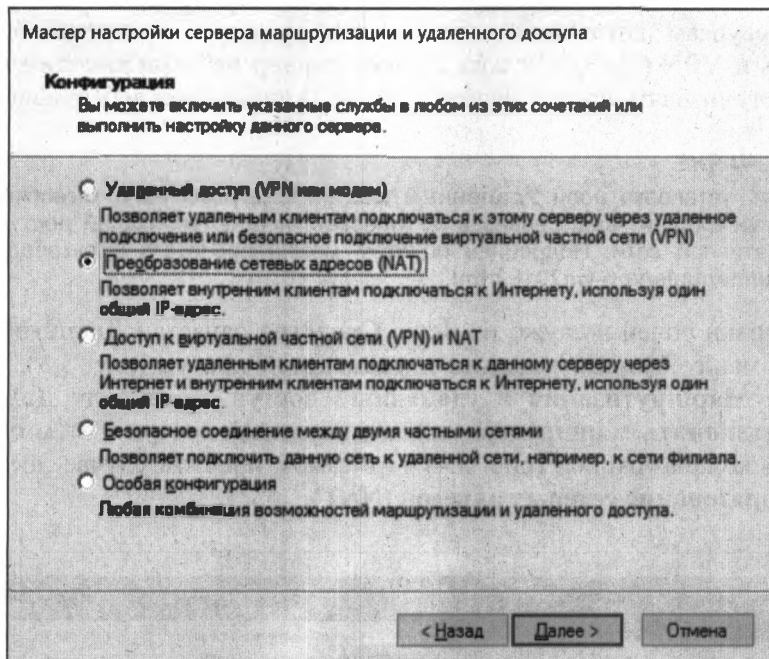 Мастер настройки сервера маршрутизации и удаленного доступа
Конфигурация
Вы можете включить указанные службы в любом из этих сочетаний или
выполнить настройку данного сервера.
Удаленный доступ (VPN или модем)
Позволяет удаленным клиентам подключаться к этому серверу через удаленное
подключение или безопасное подключение виртуальной частной сети (VPN)
Преобразование сетевых адресов (NAT)
Позволяет внутренним клиентам подключаться к Интернету, используя один
общий IP-адрес.
Доступ к виртуальной частной сети (VPN) и NAT
Позволяет удаленным клиентам подключаться к данному серверу через
Интернет и внутренним клиентам подключаться к Интернету, используя один
общий IP-адрес
Безопасное соединение между двумя частными сетями
Позволяет подключить данную сеть к удаленной сети, например, к сети филиала.
Особая конфигурация
Любая комбинация возможностей маршрутизации и удаленного доступа.
< Назад Далее > Отмена